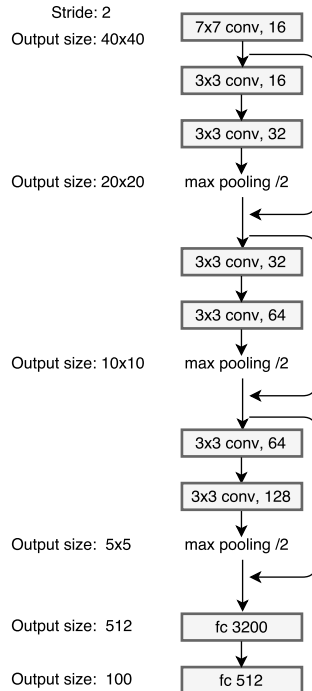 Stride: 2
7x7 conv, 16
Output size: 40x40
3x3 conv, 16
3x3 conv, 32
Output size: 20x20 max pooling /2
3x3 conv, 32
3x3 conv, 64
Output size: 10x10 max pooling /2
3x3 conv, 64
3x3 conv, 128
Output size: 5x5 max pooling /2
Output size: 512 fc 3200
Output size: 100 fc 512